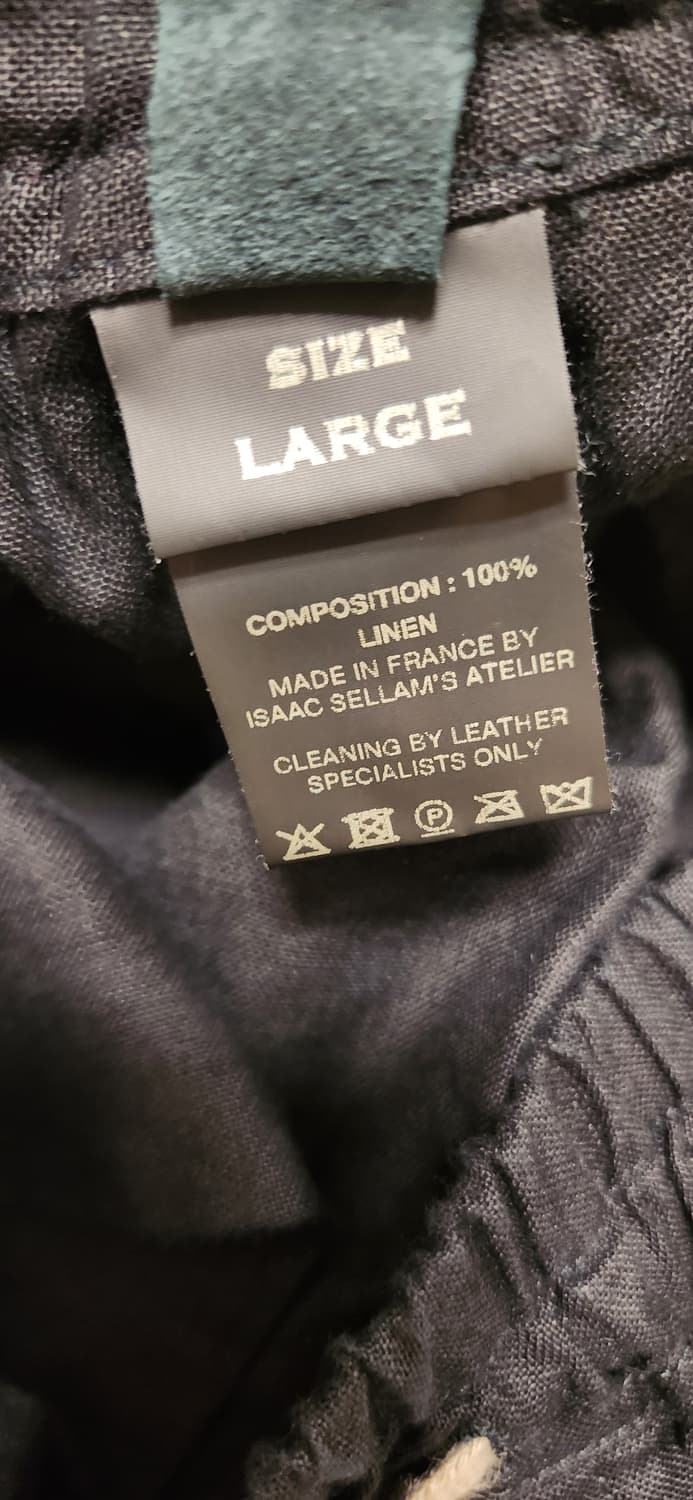 SIZE
LARGE
COMPOSITION : 100%
LINEN
MADE IN FRANCE BY
ISAAC SELLAM'S ATELIER
CLEANING BY LEATHER
SPECIALISTS ONLY
P